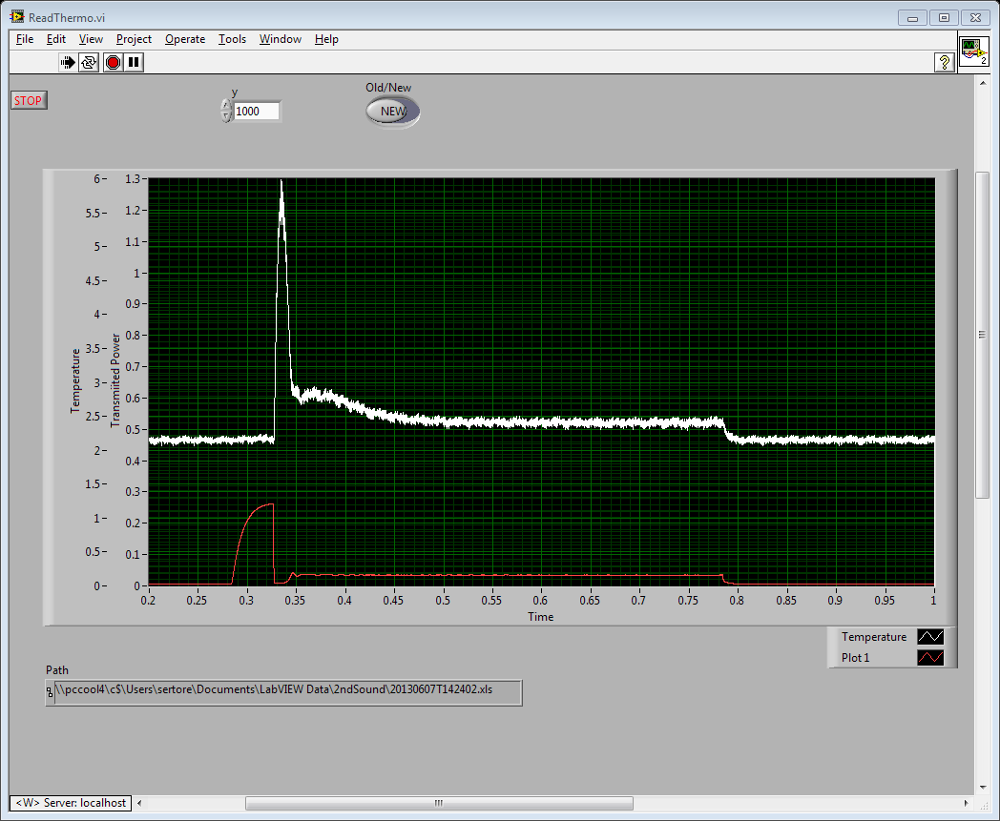 ReadThermo.vi
File Edit View Project Operate Tools Window Help
2
STOP
y
1000
Old/New
NEW
Temperature
6
5.5
5
4.5
4
3.5
3
2.5
2
1.5
1
0.5
0
Transmiited Power
1.3
1.2
1.1
1
0.9
0.8
0.7
0.6
0.5
0.4
0.3
0.2
0.1
0
0.2 0.25 0.3 0.35 0.4 0.45 0.5 0.55 0.6 0.65 0.7 0.75 0.8 0.85 0.9 0.95 1
Time
Temperature
Plot 1
Path
\\pccool4\c$\Users\sertore\Documents\LabVIEW Data\2ndSound\20130607T142402.xls
<W> Server: localhost